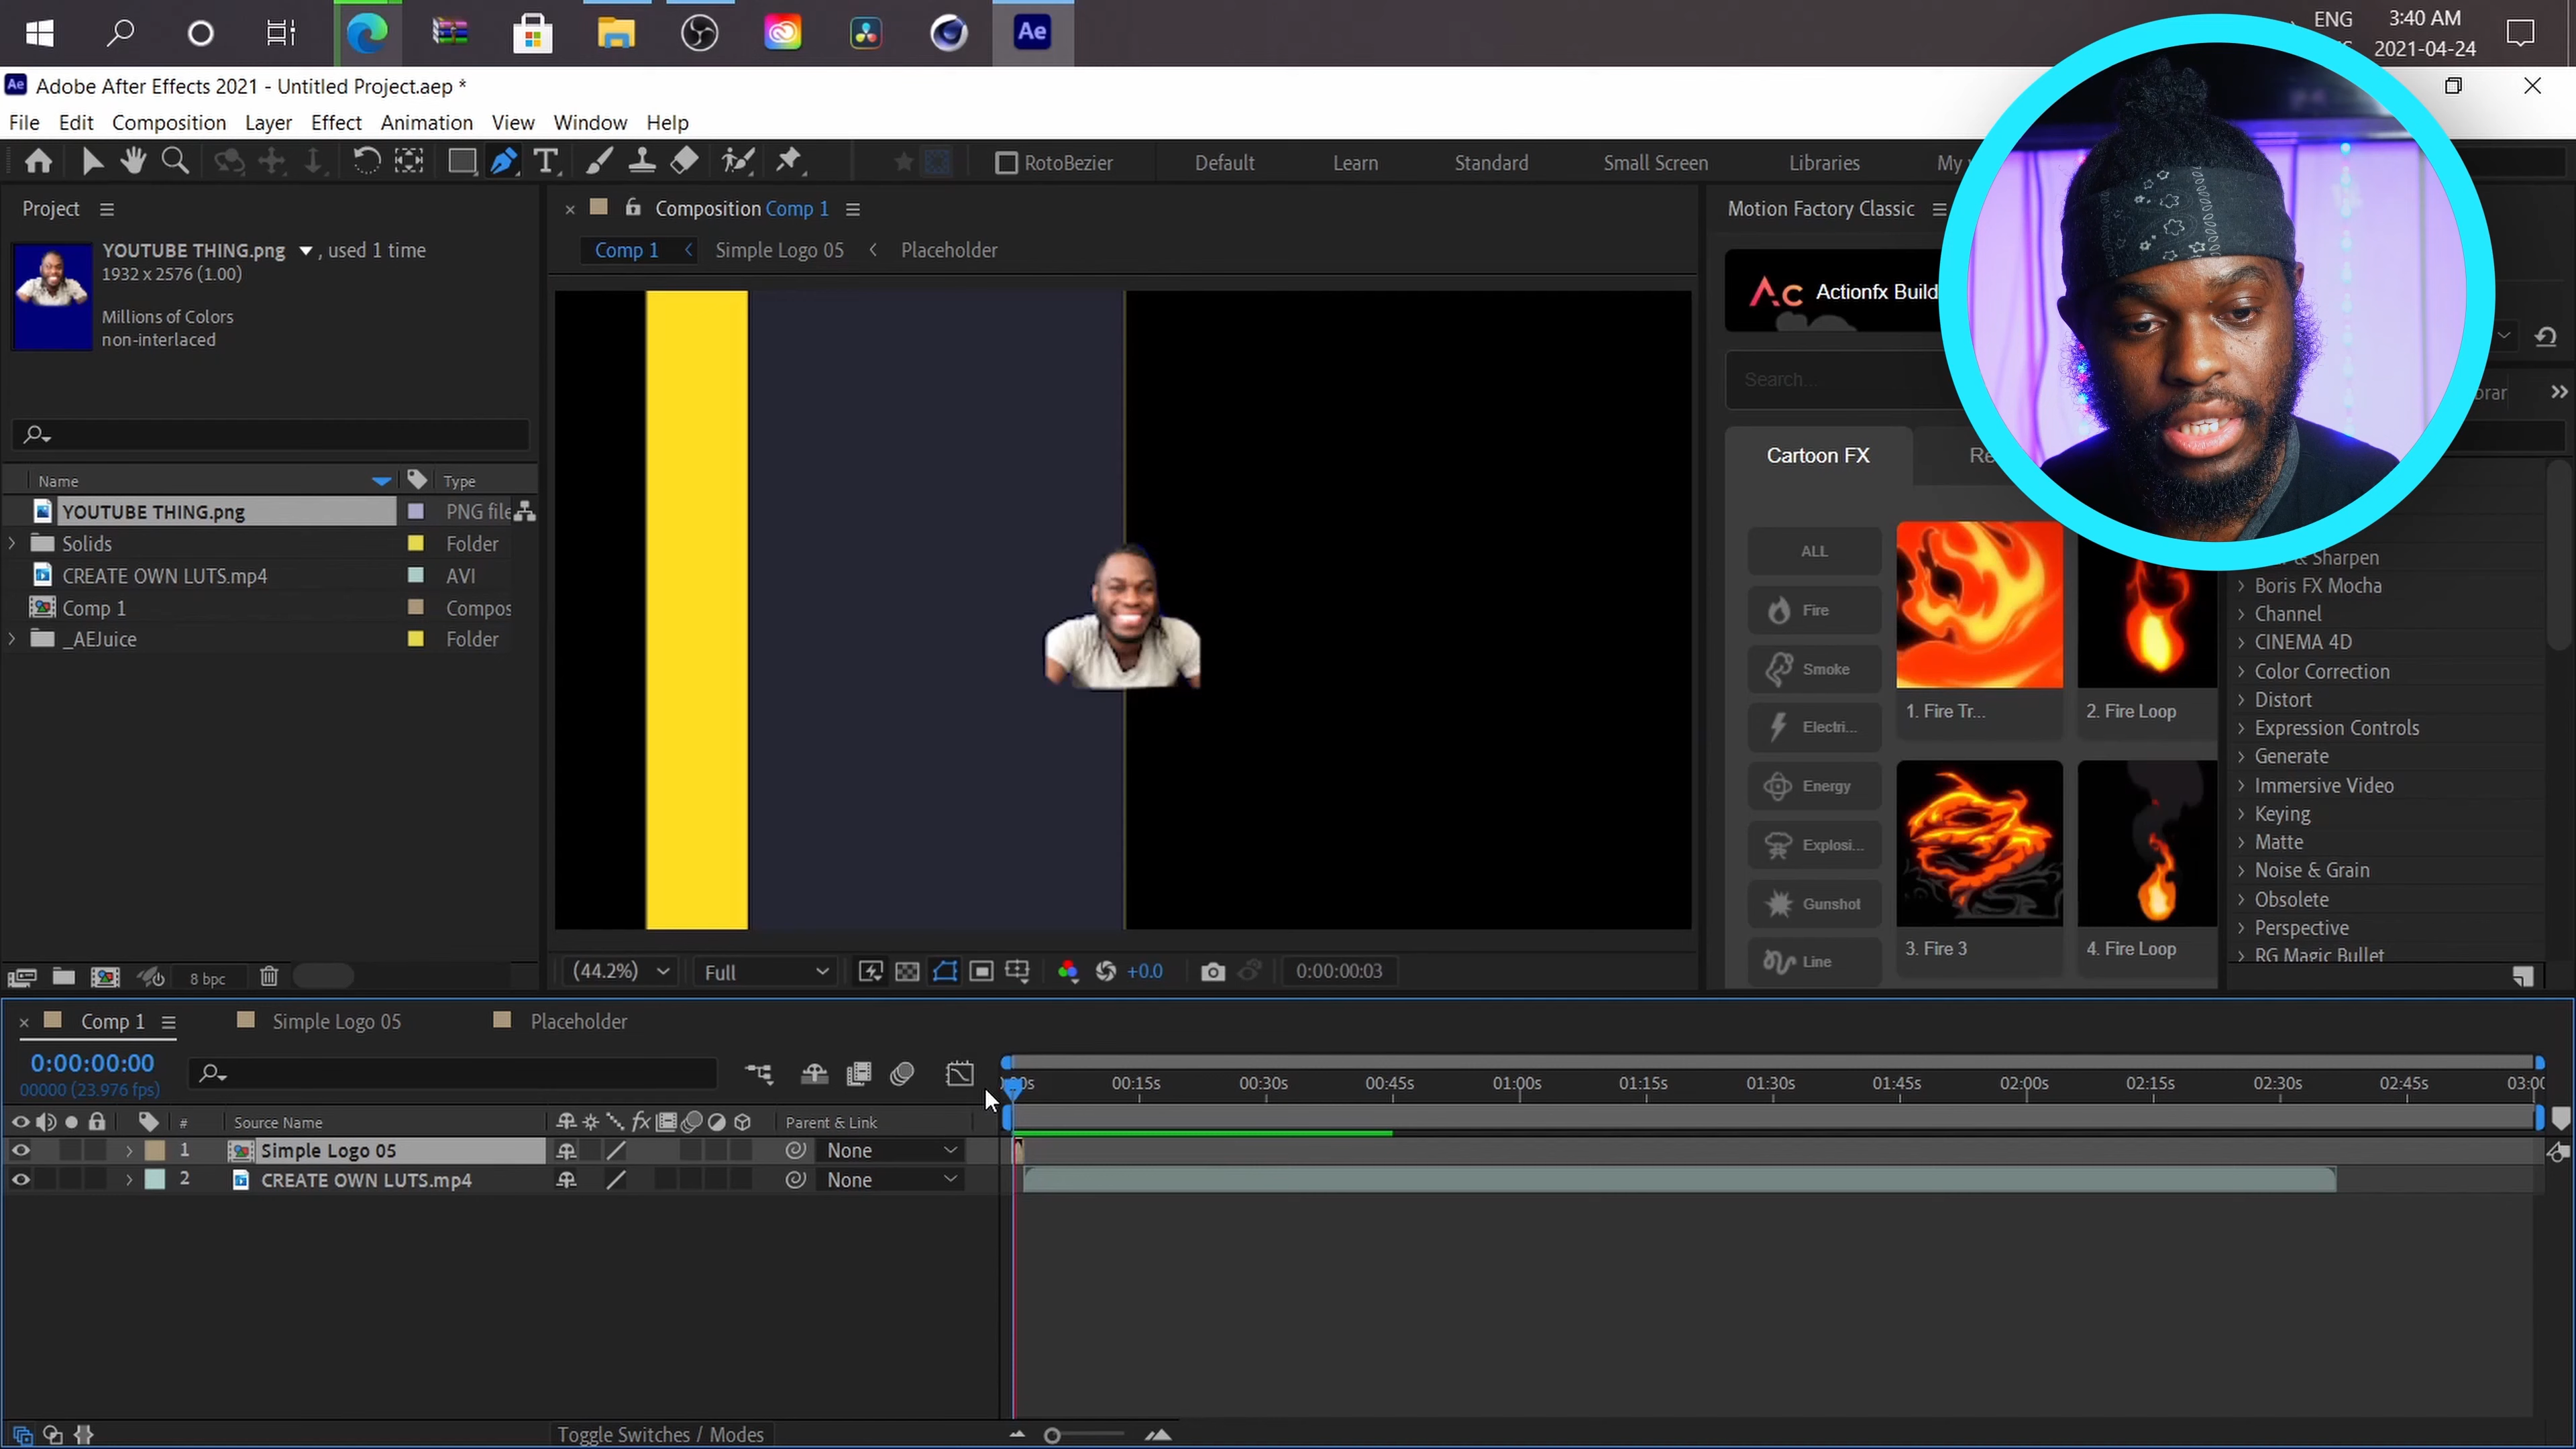 Ae
ENG
3:40 AM
2021-04-24
Ae Adobe After Effects 2021 - Untitled Project.aep *
File Edit Composition Layer Effect Animation View Window Help
RotoBezier
Default Learn Standard Small Screen Libraries My
Project
YOUTUBE THING.png , used 1 time
1932 x 2576 (1.00)
Millions of Colors
non-interlaced
Name Type
YOUTUBE THING.png PNG file
Solids Folder
CREATE OWN LUTS.mp4 AVI
Comp 1 Compos
_AEJuice Folder
8 bpc
Composition Comp 1
Comp 1 Simple Logo 05 Placeholder
(44.2%) Full +0.0 0:00:00:03
Motion Factory Classic
Actionfx Build
Search...
Cartoon FX Re
ALL
Fire
Smoke
Electri...
Energy
Explosi...
Gunshot
Line
1. Fire Tr... 2. Fire Loop
3. Fire 3 4. Fire Loop
& Sharpen
Boris FX Mocha
Channel
CINEMA 4D
Color Correction
Distort
Expression Controls
Generate
Immersive Video
Keying
Matte
Noise & Grain
Obsolete
Perspective
RG Magic Bullet
Comp 1 Simple Logo 05 Placeholder
0:00:00:00
00000 (23.976 fps)
00:15s 00:30s 00:45s 01:00s 01:15s 01:30s 01:45s 02:00s 02:15s 02:30s 02:45s 03:00
# Source Name fx Parent & Link
1 Simple Logo 05 None
2 CREATE OWN LUTS.mp4 None
Toggle Switches / Modes